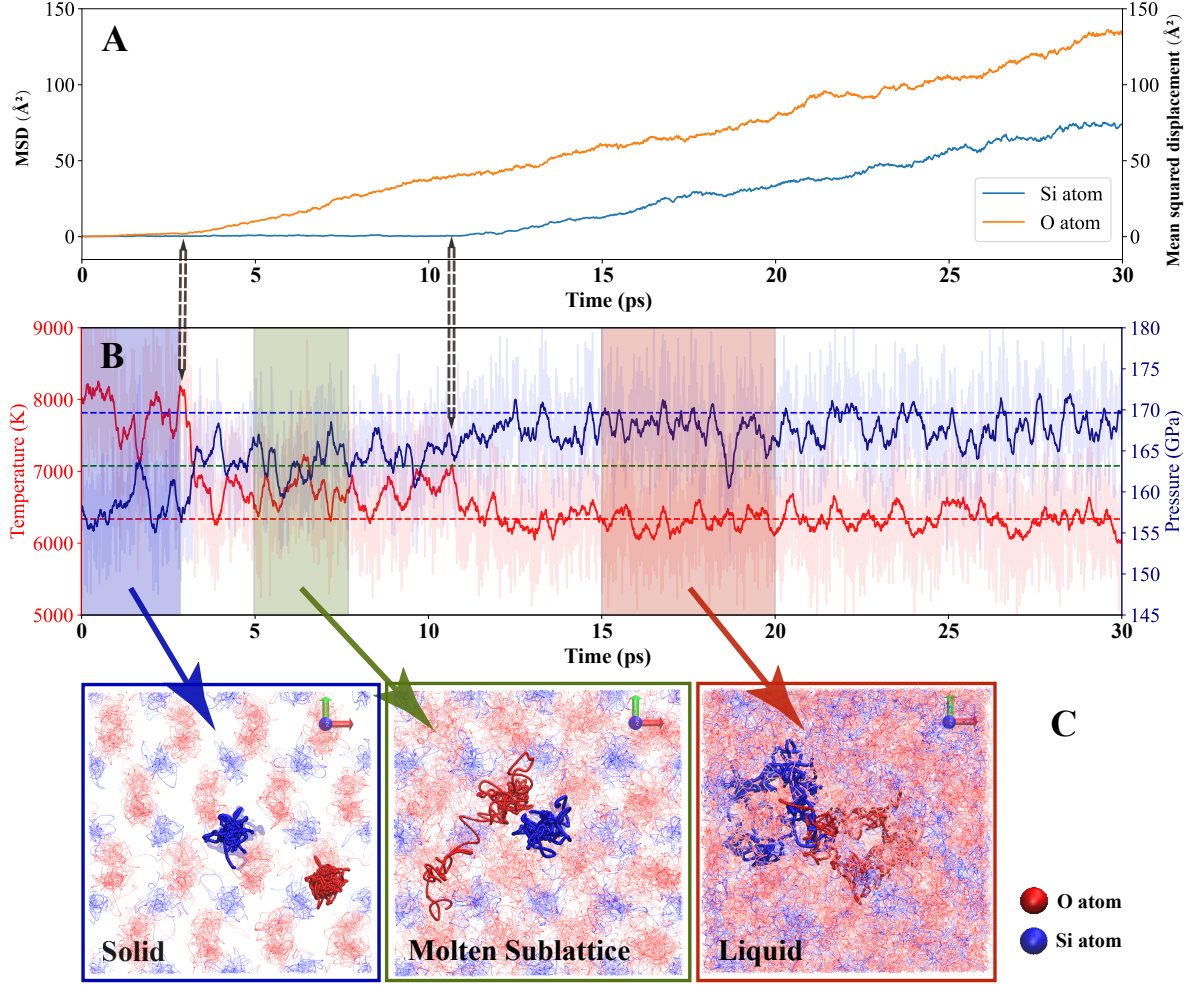 A
MSD (Å²)
150
100
50
0
150
100
50
0
Mean squared displacement (Å²)
Si atom
O atom
0 5 10 15 20 25 30
Time (ps)
B
Temperature (K)
9000
8000
7000
6000
5000
180
175
170
165
160
155
150
145
Pressure (GPa)
0 5 10 15 20 25 30
Time (ps)
C
Solid
Molten Sublattice
Liquid
O atom
Si atom